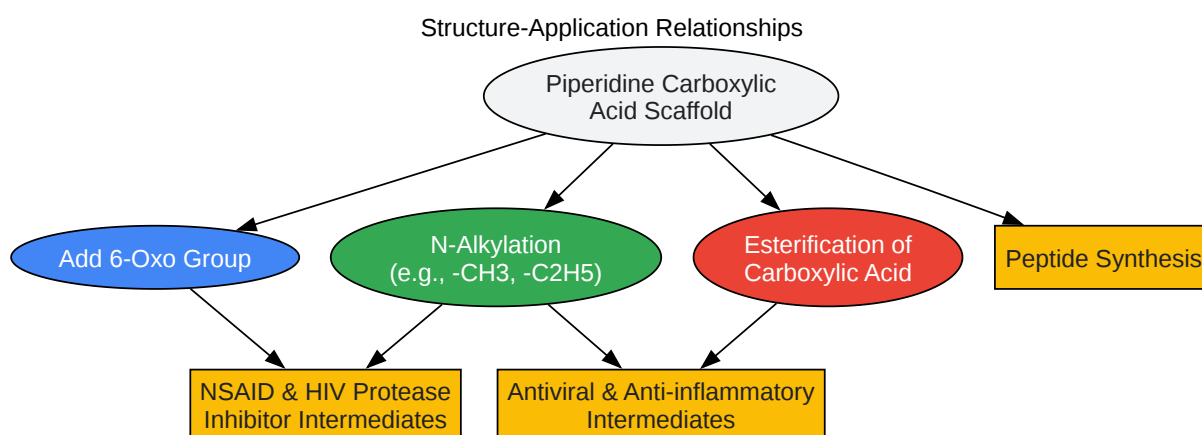 Structure-Application Relationships
Piperidine Carboxylic
Acid Scaffold
Add 6-Oxo Group
N-Alkylation
(e.g., -CH3, -C2H5)
Esterification of
Carboxylic Acid
Peptide Synthesis
NSAID & HIV Protease
Inhibitor Intermediates
Antiviral & Anti-inflammatory
Intermediates